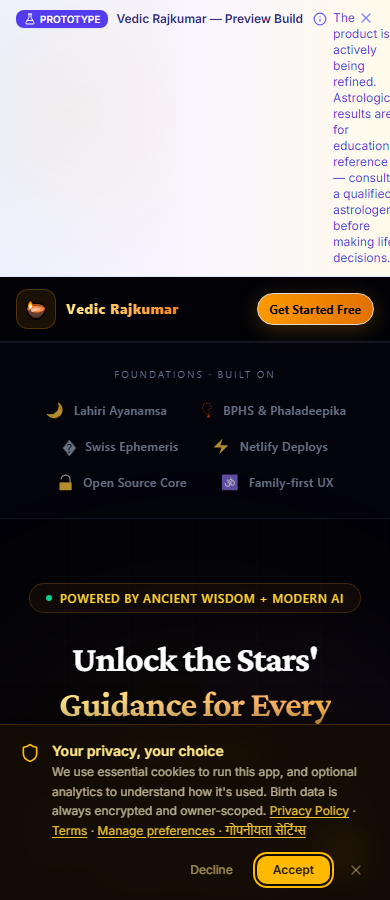 PROTOTYPE Vedic Rajkumar — Preview Build
The
product is
actively
being
refined.
results are
for
education
reference
— consult
a qualified
astrologer
before
making life
decisions.
Vedic Rajkumar
Get Started Free
FOUNDATIONS · BUILT ON
Lahiri Ayanamsa BPHS & Phaladeepika
Swiss Ephemeris Netlify Deploys
Open Source Core Family-first UX
POWERED BY ANCIENT WISDOM + MODERN AI
Unlock the Stars'
Guidance for Every
Your privacy, your choice
We use essential cookies to run this app, and optional
analytics to understand how it's used. Birth data is
always encrypted and owner-scoped. Privacy Policy ·
Terms · Manage preferences · गोपनीयता सेटिंग्स
Decline Accept